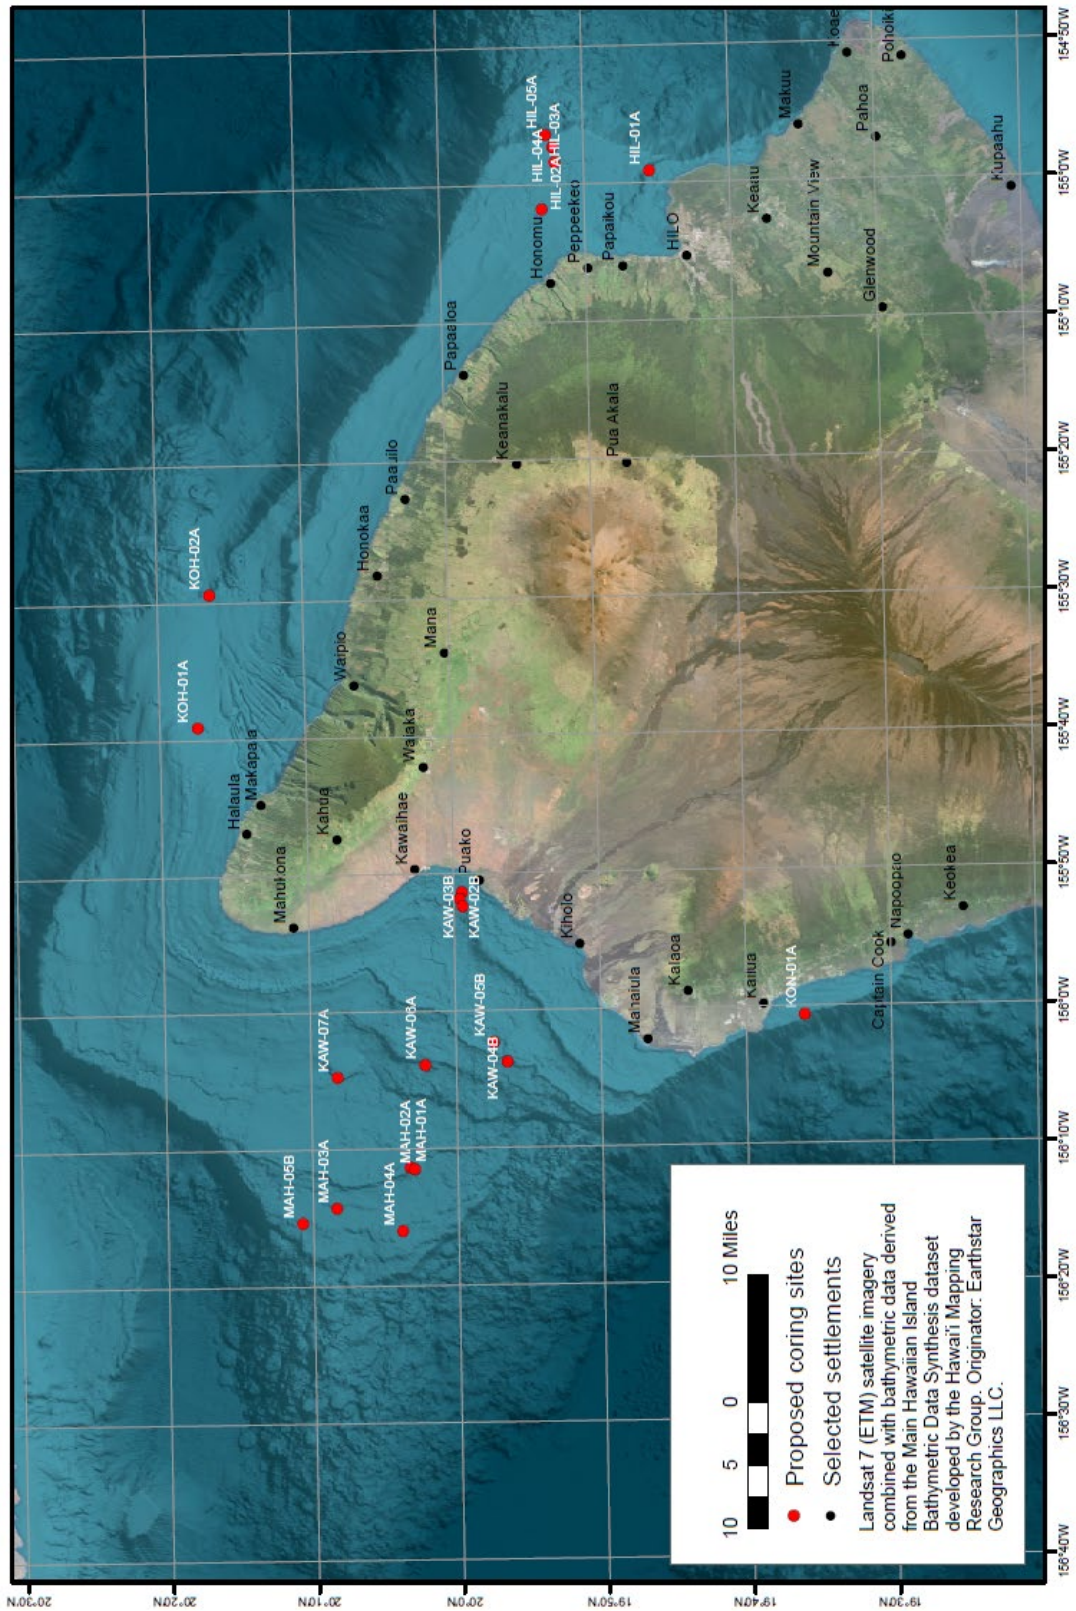 20°30'N
20°20'N
KOH-01A
KOH-02A
Halaula
Makapala
Mahukona
MAH-05B
20°10'N
MAH-03A
KAW-07A
Kahua
Waipio
Honokaa
MAH-04A
Paauilo
Kawaihae
MAH-02A
KAW-06A
Waiaka
MAH-01A
Mana
KAW-03B
Papaaloa
20°00'N
Puako
KAW-02B
KAW-05B
KAW-04B
Keanakalu
HIL-05A
Honomu
HIL-04A
HIL-02A
HIL-03A
Kiholo
Peppeekeo
Papaikou
Pua Akala
19°50'N
Mahaiula
HIL-01A
HILO
Kalaoa
Kailua
Keaau
19°40'N
Makuu
KON-01A
Mountain View
Pahoa
Glenwood
Captain Cook
Pohoiki
Napoopoo
19°30'N
Keokea
Kupaahu
10 5 0 10 Miles
Proposed coring sites
Selected settlements
Landsat 7 (ETM) satellite imagery
combined with bathymetric data derived
from the Main Hawaiian Island
Bathymetric Data Synthesis dataset
developed by the Hawai'i Mapping
Research Group. Originator: Earthstar
Geographics LLC.
156°40'W 156°30'W 156°20'W 156°10'W 156°0'W 155°50'W 155°40'W 155°30'W 155°20'W 155°10'W 155°0'W 154°50'W